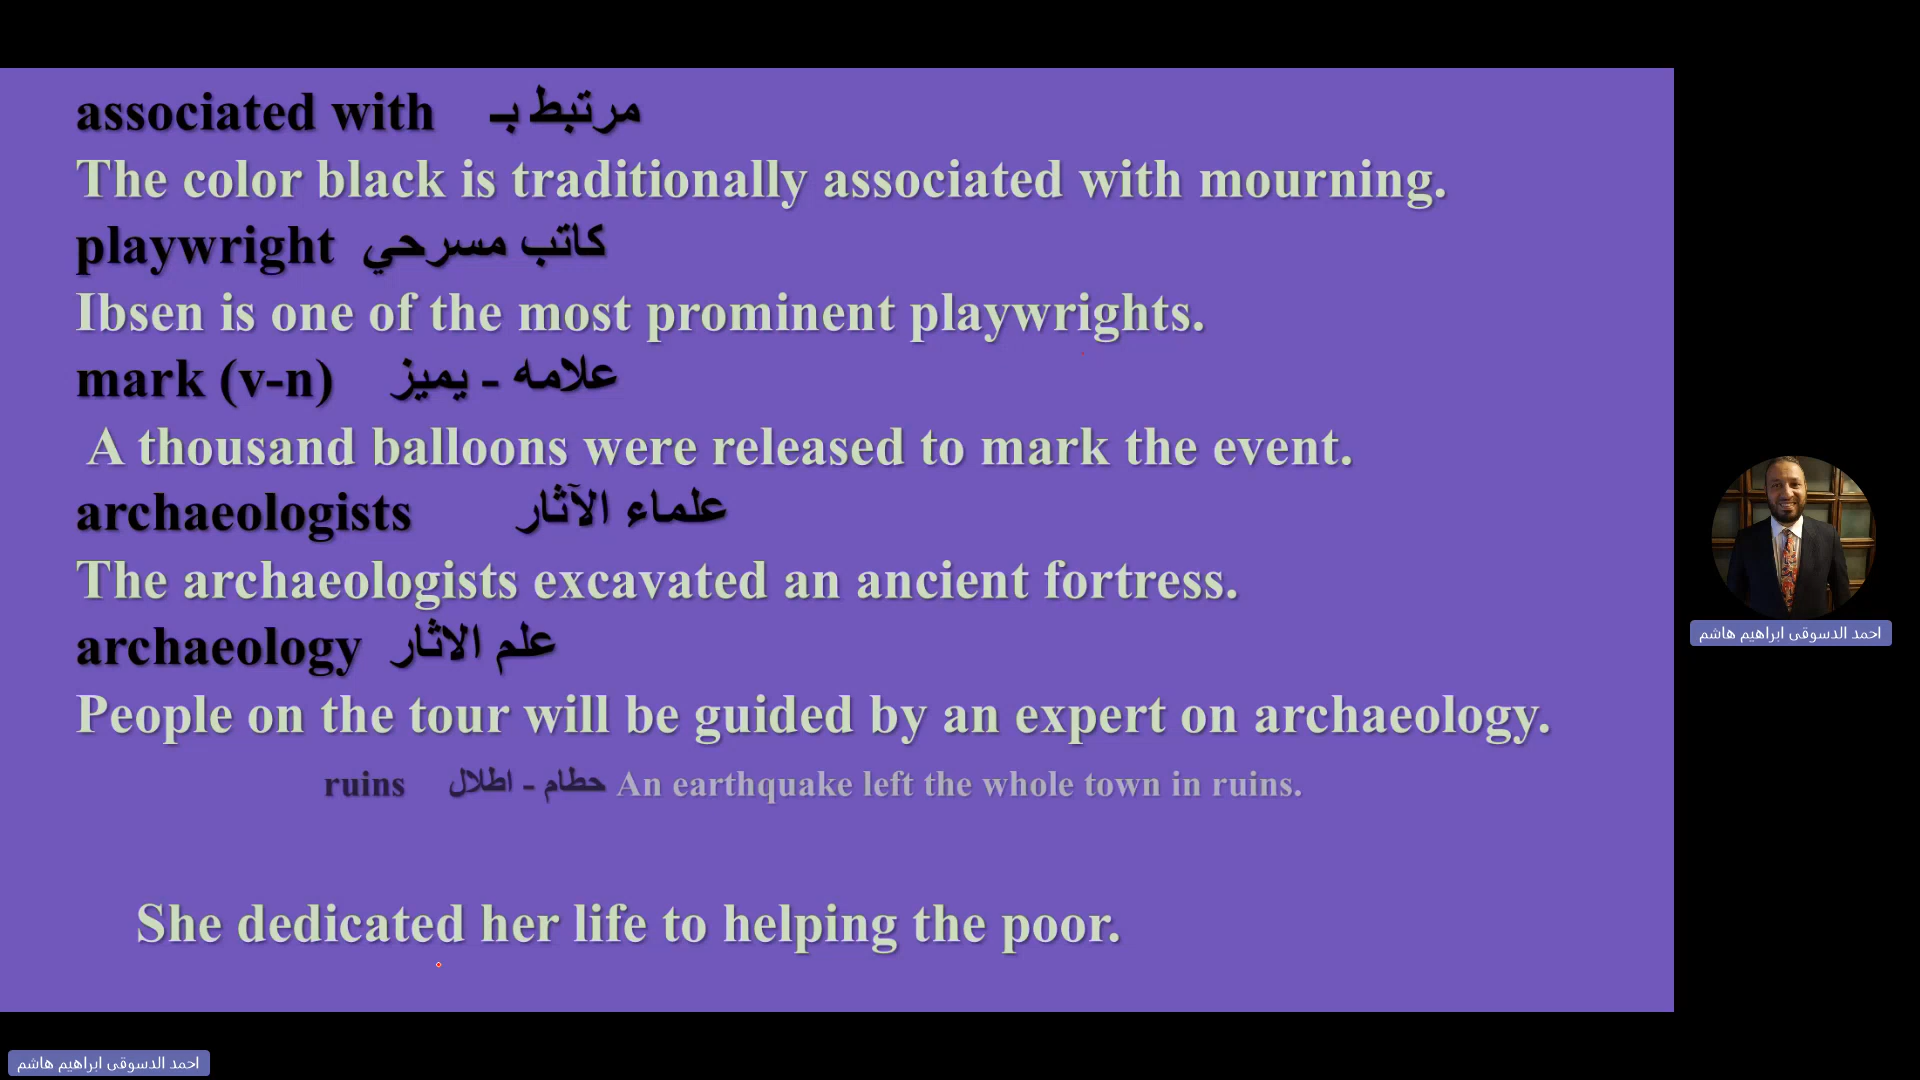 associated with مرتبط بـ
The color black is traditionally associated with mourning.
playwright كاتب مسرحي
Ibsen is one of the most prominent playwrights.
mark (v-n) علامه - يميز
A thousand balloons were released to mark the event.
archaeologists علماء الآثار
The archaeologists excavated an ancient fortress.
archaeology علم الاثار
People on the tour will be guided by an expert on archaeology.
ruins حطام - اطلال An earthquake left the whole town in ruins.
She dedicated her life to helping the poor.
احمد الدسوقى ابراهيم هاشم
احمد الدسوقى ابراهيم هاشم